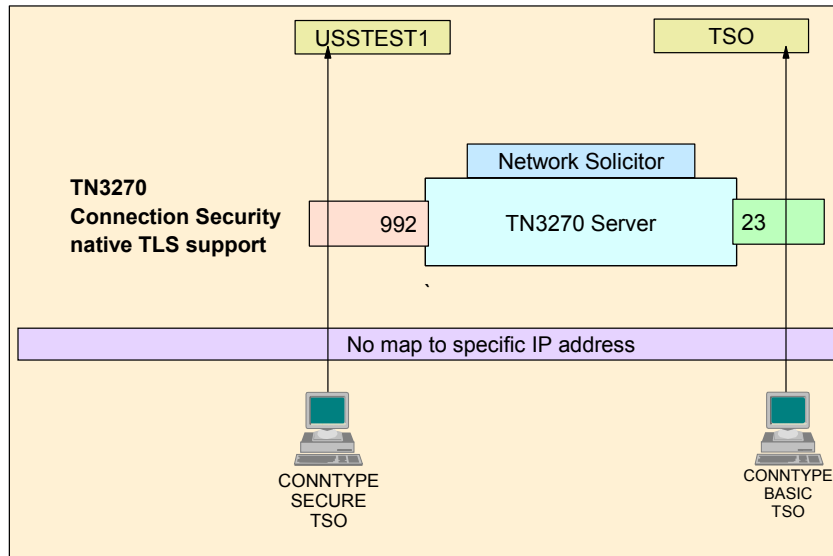 USSTEST1
TSO
Network Solicitor
TN3270
Connection Security
native TLS support
992
TN3270 Server
23
`
No map to specific IP address
CONNTYPE
SECURE
TSO
CONNTYPE
BASIC
TSO